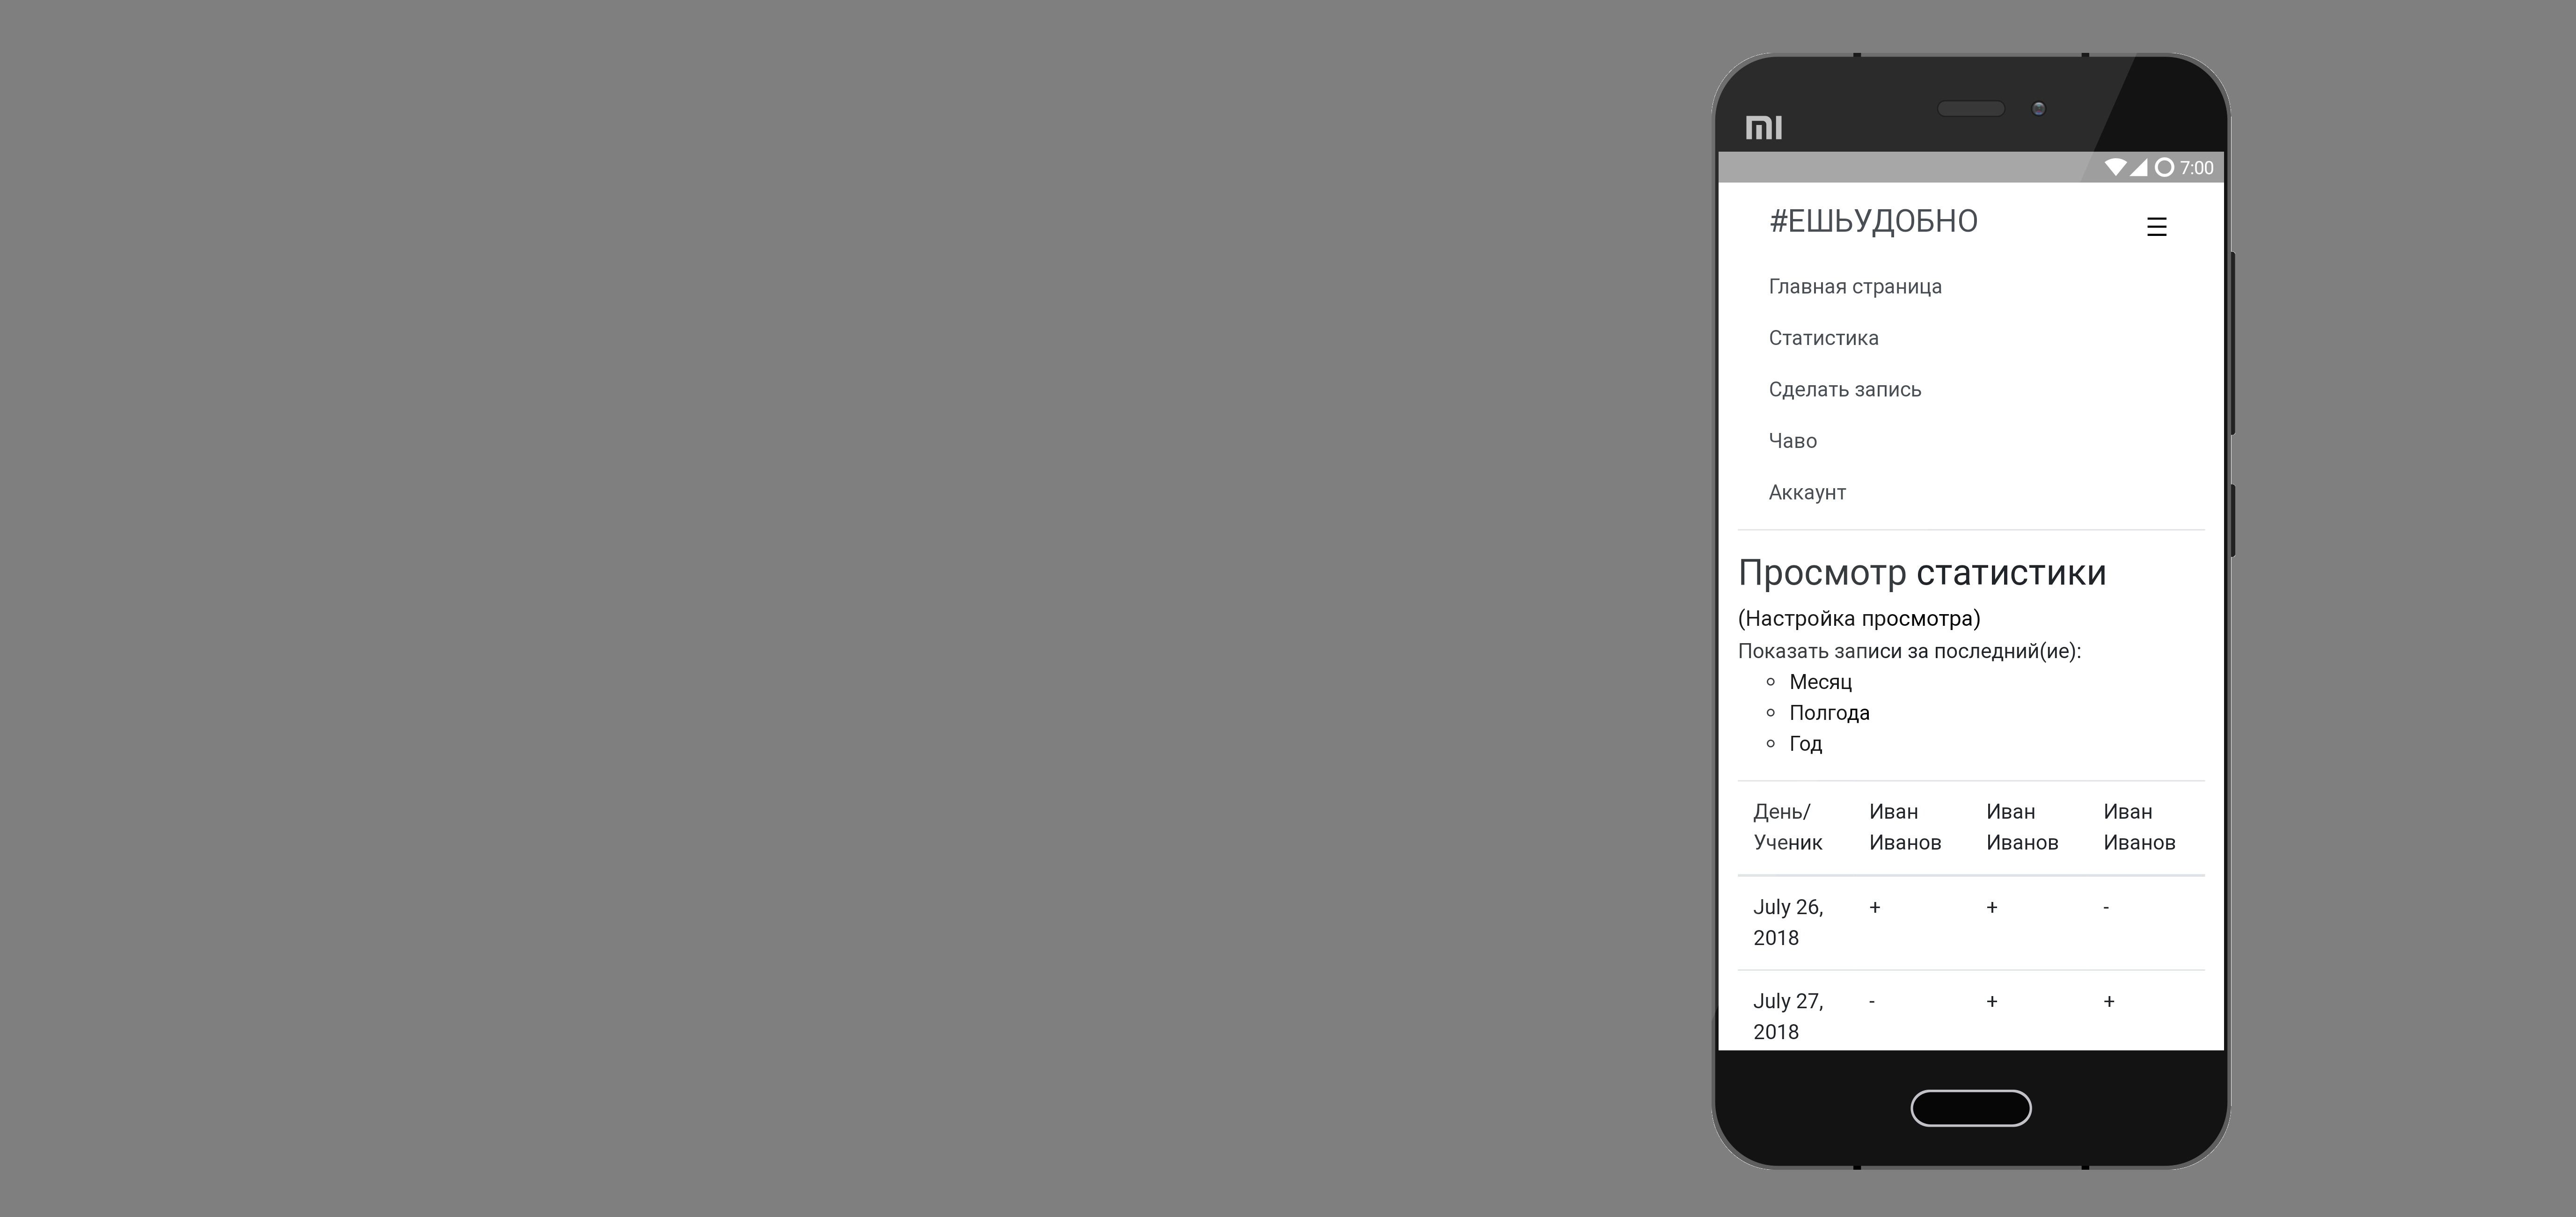 MI
7:00
#ЕШЬУДОБНО
Главная страница
Статистика
Сделать запись
Чаво
Аккаунт
Просмотр статистики
(Настройка просмотра)
Показать записи за последний(ие):
Месяц
Полгода
Год
День/ Иван Иван Иван
Ученик Иванов Иванов Иванов
July 26, + + -
2018
July 27, - + +
2018